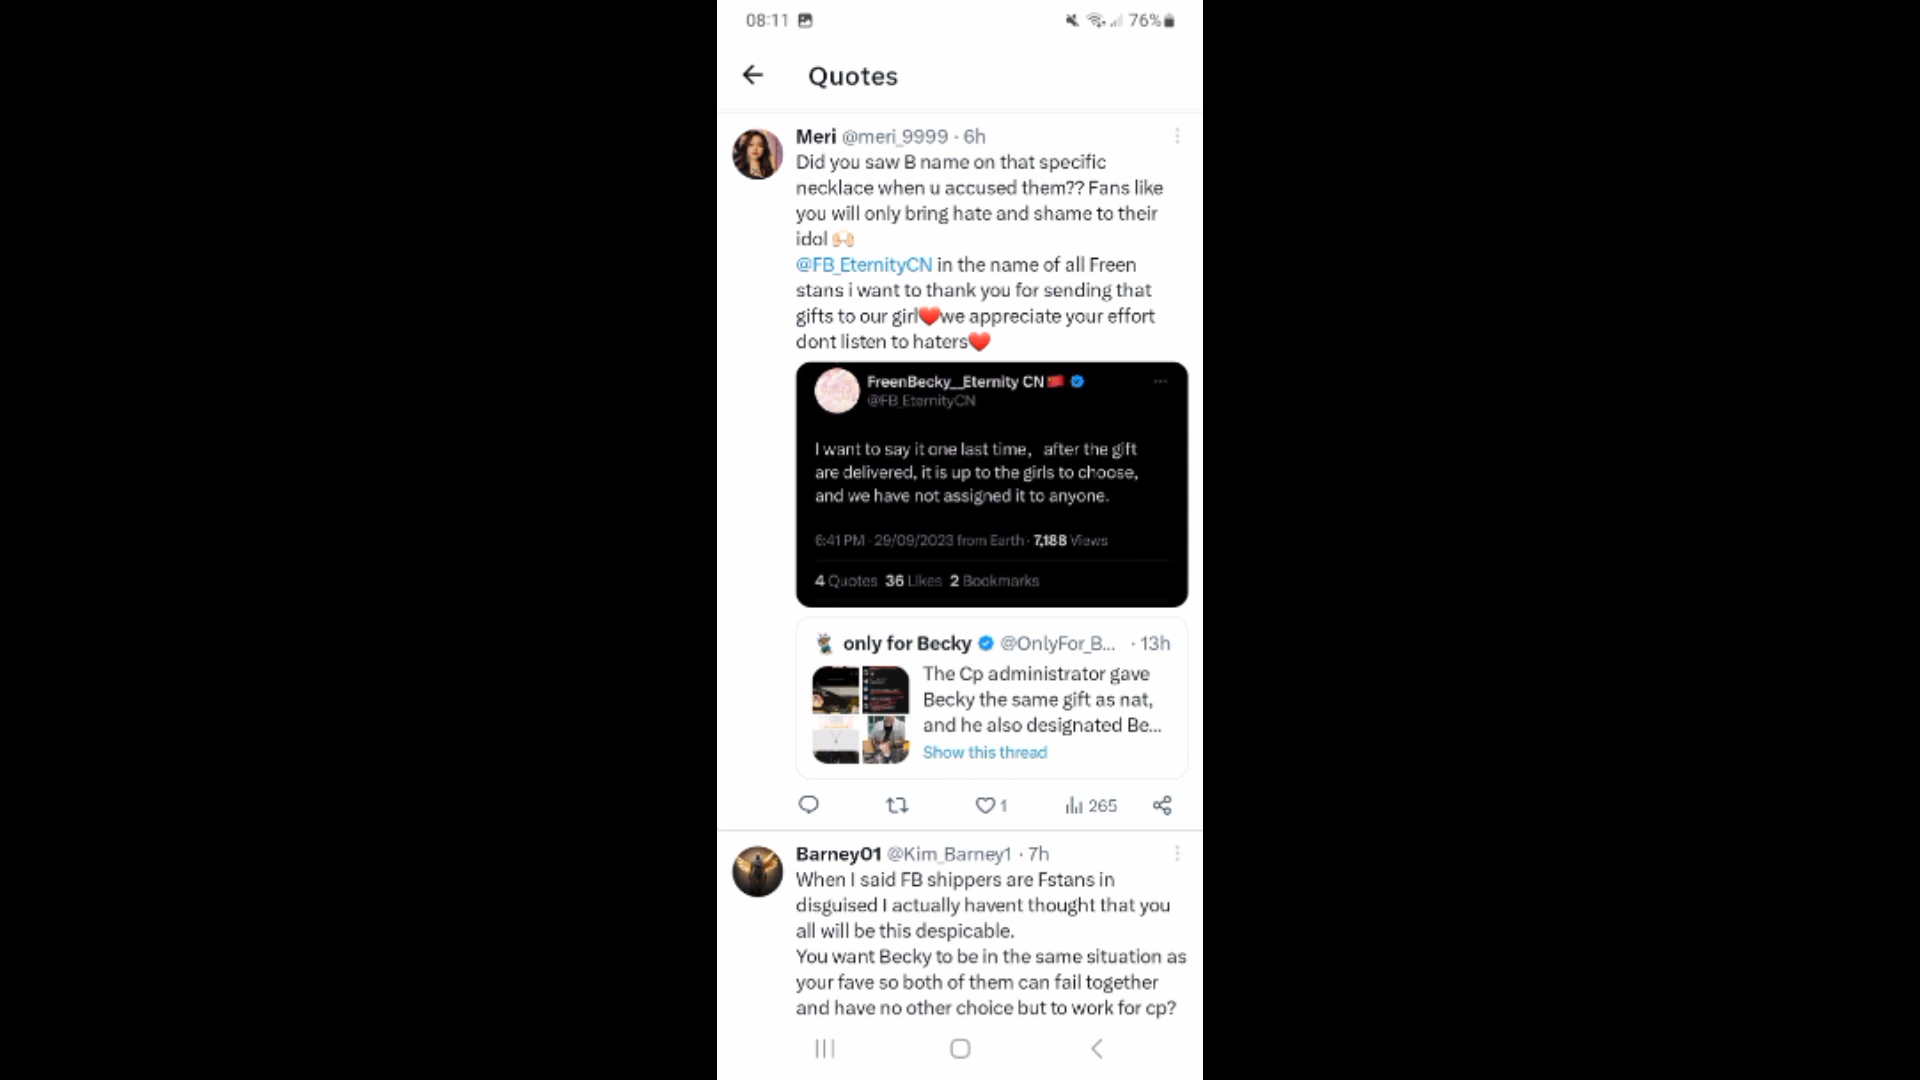 08:11
76%
Quotes
Meri @meri_9999 · 6h
Did you saw B name on that specific
necklace when u accused them?? Fans like
you will only bring hate and shame to their
idol 🙌🏻
@FB_EternityCN in the name of all Freen
stans i want to thank you for sending that
gifts to our girl❤️we appreciate your effort
dont listen to haters❤️
FreenBecky__Eternity CN🇨🇳
@FB_EternityCN
I want to say it one last time， after the gift
are delivered, it is up to the girls to choose,
and we have not assigned it to anyone.
6:41 PM · 29/09/2023 from Earth · 7,188 Views
4 Quotes 36 Likes 2 Bookmarks
only for Becky @OnlyFor_B... · 13h
The Cp administrator gave
Becky the same gift as nat,
and he also designated Be...
Show this thread
1 265
Barney01 @Kim_Barney1 · 7h
When I said FB shippers are Fstans in
disguised I actually havent thought that you
all will be this despicable.
You want Becky to be in the same situation as
your fave so both of them can fail together
and have no other choice but to work for cp?